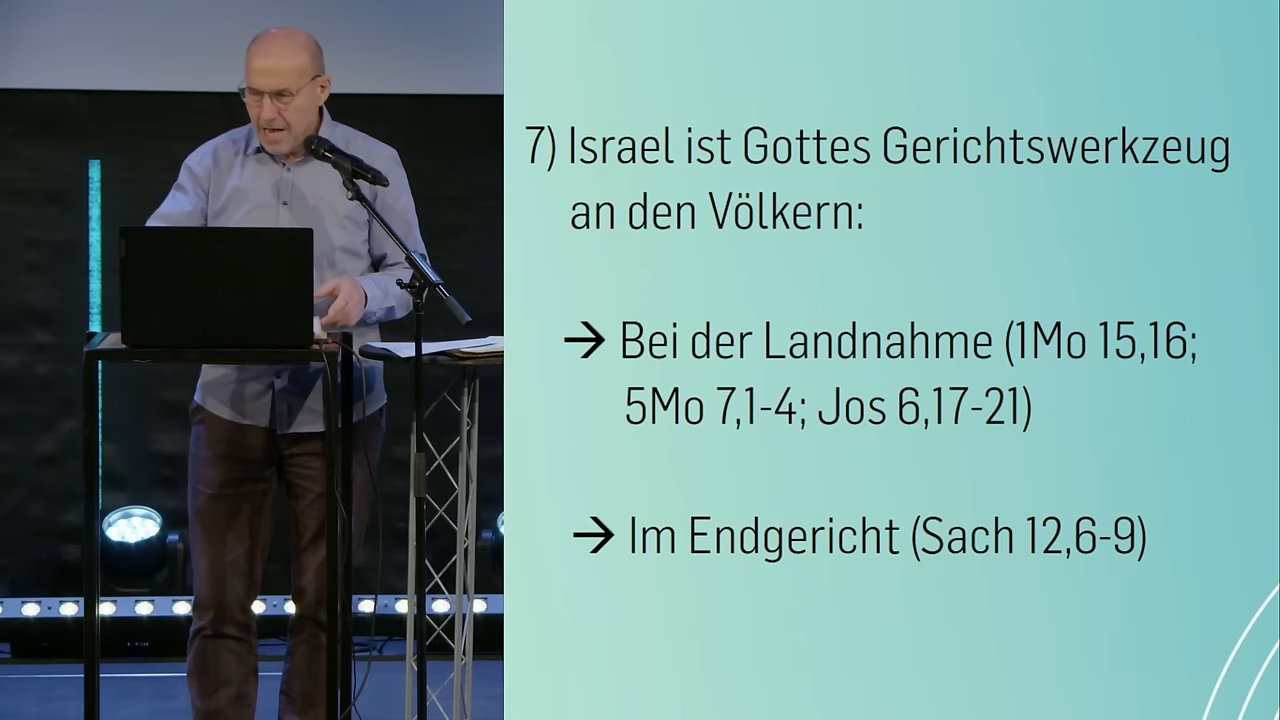 7) Israel ist Gottes Gerichtswerkzeug
an den Völkern:
→ Bei der Landnahme (1Mo 15,16;
5Mo 7,1-4; Jos 6,17-21)
→ Im Endgericht (Sach 12,6-9)